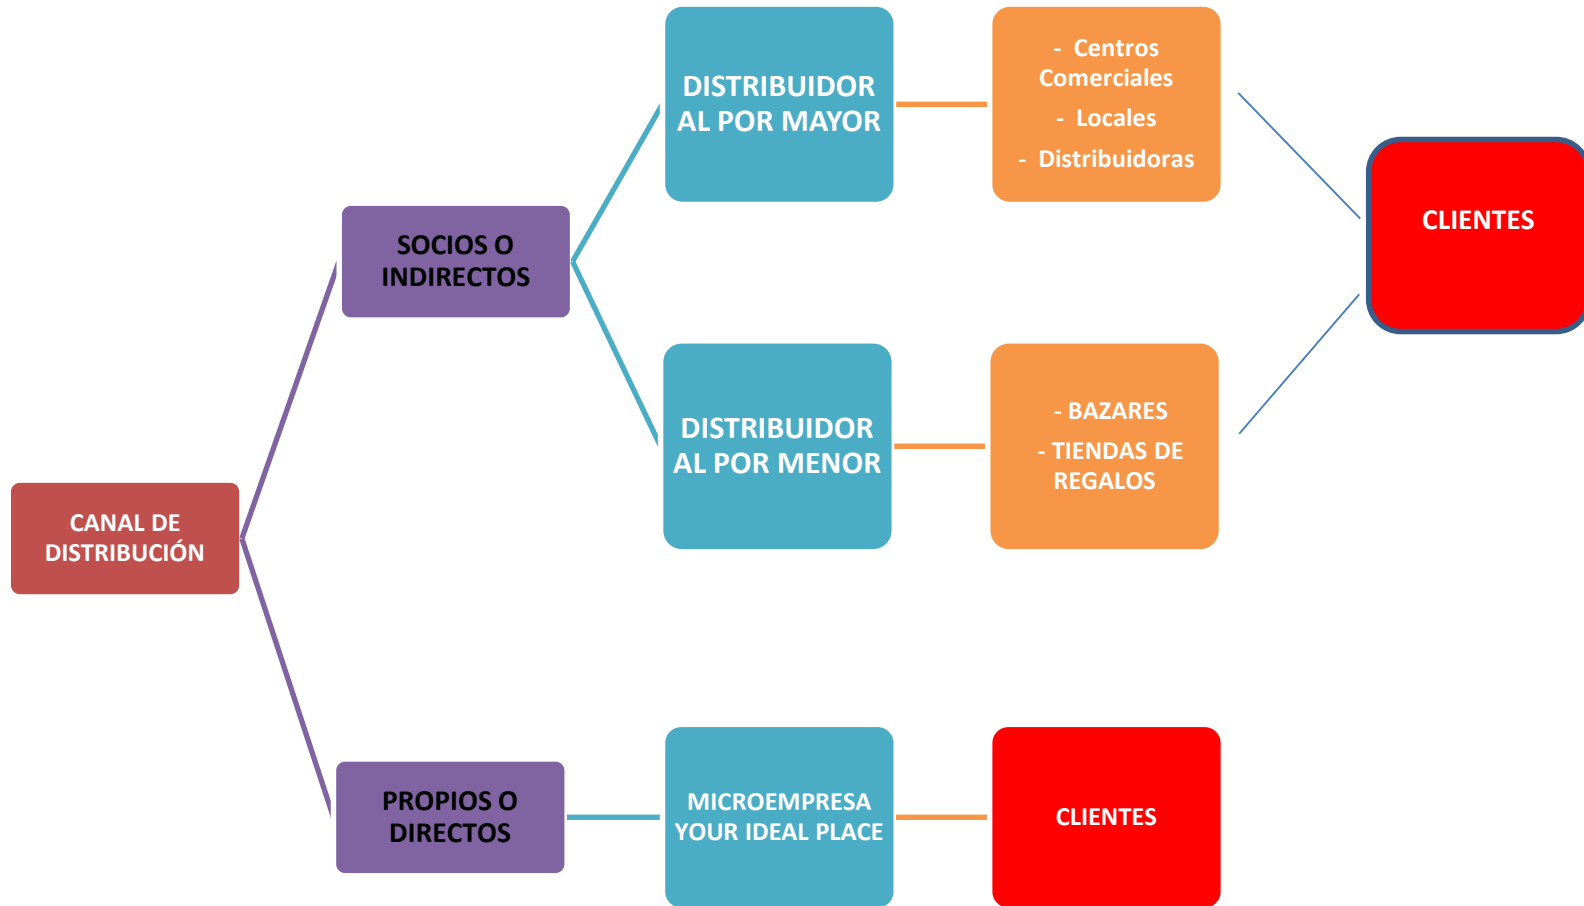 CANAL DE
DISTRIBUCIÓN
SOCIOS O
INDIRECTOS
DISTRIBUIDOR
AL POR MAYOR
- Centros
Comerciales
- Locales
- Distribuidoras
CLIENTES
DISTRIBUIDOR
AL POR MENOR
- BAZARES
- TIENDAS DE
REGALOS
PROPIOS O
DIRECTOS
MICROEMPRESA
YOUR IDEAL PLACE
CLIENTES